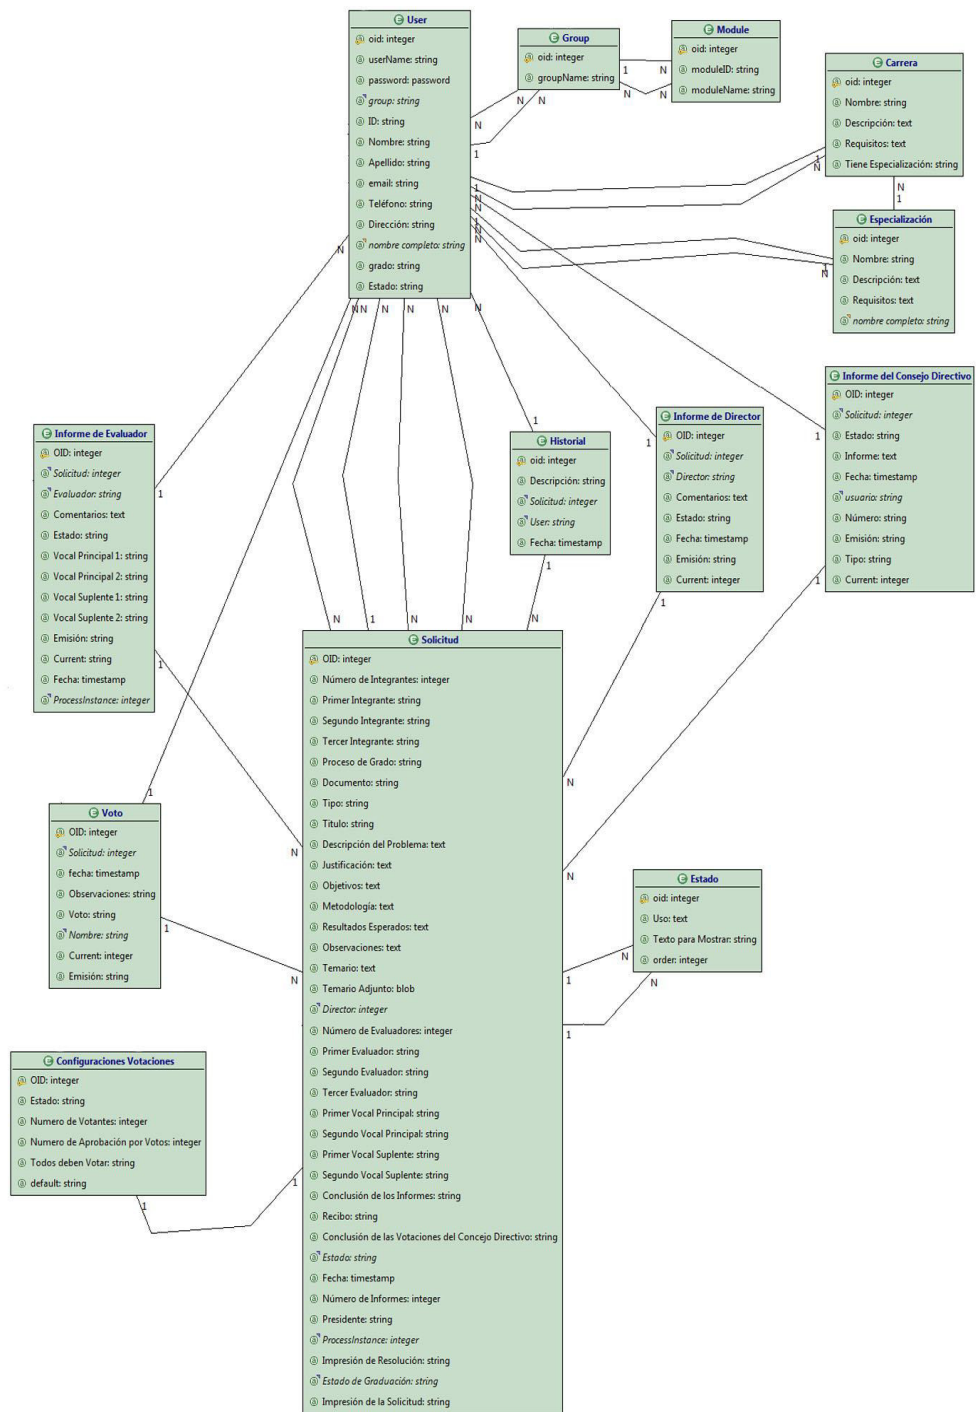 User
oid: integer
userName: string
password: password
group: string
ID: string
Nombre: string
Apellido: string
email: string
Teléfono: string
Dirección: string
nombre completo: string
grado: string
Estado: string
Group
oid: integer
groupName: string
Module
oid: integer
moduleID: string
moduleName: string
Carrera
oid: integer
Nombre: string
Descripción: text
Requisitos: text
Tiene Especialización: string
Especialización
oid: integer
Nombre: string
Descripción: text
Requisitos: text
nombre completo: string
Informe del Consejo Directivo
OID: integer
Solicitud: integer
Estado: string
Informe: text
Fecha: timestamp
usuario: string
Número: string
Emisión: string
Tipo: string
Current: integer
Informe de Director
OID: integer
Solicitud: integer
Director: string
Comentarios: text
Estado: string
Fecha: timestamp
Emisión: string
Current: integer
Historial
oid: integer
Descripción: string
Solicitud: integer
User: string
Fecha: timestamp
Informe de Evaluador
OID: integer
Solicitud: integer
Evaluador: string
Comentarios: text
Estado: string
Vocal Principal 1: string
Vocal Principal 2: string
Vocal Suplente 1: string
Vocal Suplente 2: string
Emisión: string
Current: string
Fecha: timestamp
ProcessInstance: integer
Voto
OID: integer
Solicitud: integer
fecha: timestamp
Observaciones: string
Voto: string
Nombre: string
Current: integer
Emisión: string
Configuraciones Votaciones
OID: integer
Estado: string
Numero de Votantes: integer
Numero de Aprobación por Votos: integer
Todos deben Votar: string
default: string
Estado
oid: integer
Uso: text
Texto para Mostrar: string
order: integer
Solicitud
OID: integer
Número de Integrantes: integer
Primer Integrante: string
Segundo Integrante: string
Tercer Integrante: string
Proceso de Grado: string
Documento: string
Tipo: string
Titulo: string
Descripción del Problema: text
Justificación: text
Objetivos: text
Metodología: text
Resultados Esperados: text
Observaciones: text
Temario: text
Temario Adjunto: blob
Director: integer
Número de Evaluadores: integer
Primer Evaluador: string
Segundo Evaluador: string
Tercer Evaluador: string
Primer Vocal Principal: string
Segundo Vocal Principal: string
Primer Vocal Suplente: string
Segundo Vocal Suplente: string
Conclusión de los Informes: string
Recibo: string
Conclusión de las Votaciones del Concejo Directivo: string
Estado: string
Fecha: timestamp
Número de Informes: integer
Presidente: string
ProcessInstance: integer
Impresión de Resolución: string
Estado de Graduación: string
Impresión de la Solicitud: string